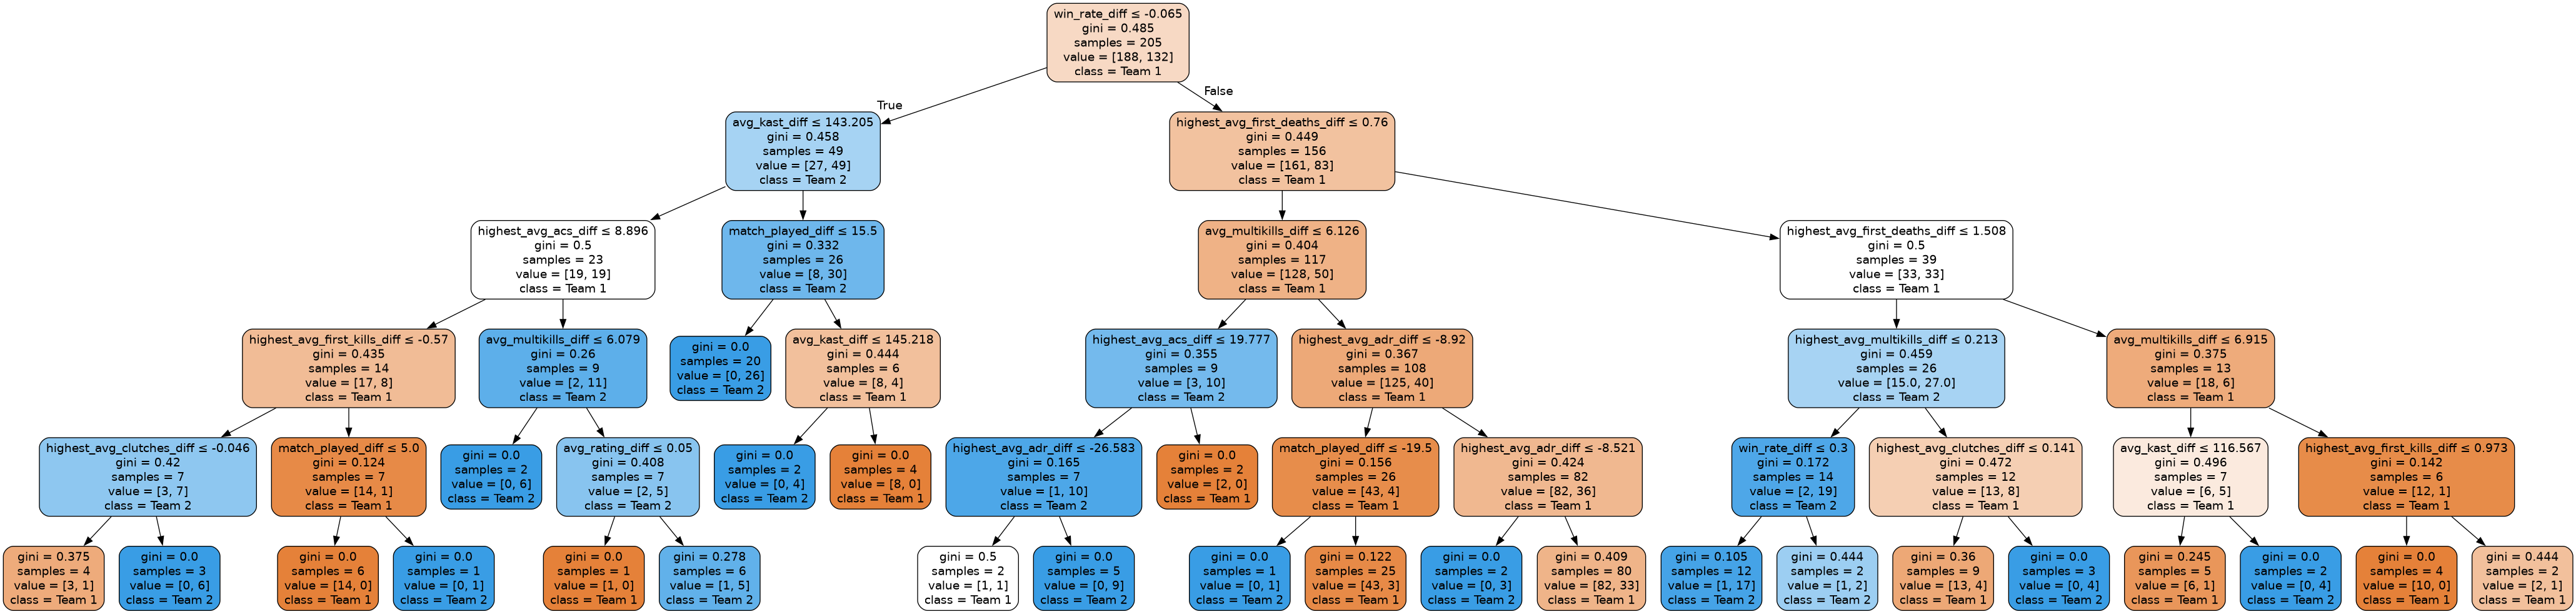 win_rate_diff ≤ -0.065
gini = 0.485
samples = 205
value = [188, 132]
class = Team 1
True
False
avg_kast_diff ≤ 143.205
gini = 0.458
samples = 49
value = [27, 49]
class = Team 2
highest_avg_first_deaths_diff ≤ 0.76
gini = 0.449
samples = 156
value = [161, 83]
class = Team 1
highest_avg_acs_diff ≤ 8.896
gini = 0.5
samples = 23
value = [19, 19]
class = Team 1
match_played_diff ≤ 15.5
gini = 0.332
samples = 26
value = [8, 30]
class = Team 2
avg_multikills_diff ≤ 6.126
gini = 0.404
samples = 117
value = [128, 50]
class = Team 1
highest_avg_first_deaths_diff ≤ 1.508
gini = 0.5
samples = 39
value = [33, 33]
class = Team 1
highest_avg_first_kills_diff ≤ -0.57
gini = 0.435
samples = 14
value = [17, 8]
class = Team 1
avg_multikills_diff ≤ 6.079
gini = 0.26
samples = 9
value = [2, 11]
class = Team 2
gini = 0.0
samples = 20
value = [0, 26]
class = Team 2
avg_kast_diff ≤ 145.218
gini = 0.444
samples = 6
value = [8, 4]
class = Team 1
highest_avg_acs_diff ≤ 19.777
gini = 0.355
samples = 9
value = [3, 10]
class = Team 2
highest_avg_adr_diff ≤ -8.92
gini = 0.367
samples = 108
value = [125, 40]
class = Team 1
highest_avg_multikills_diff ≤ 0.213
gini = 0.459
samples = 26
value = [15.0, 27.0]
class = Team 2
avg_multikills_diff ≤ 6.915
gini = 0.375
samples = 13
value = [18, 6]
class = Team 1
highest_avg_clutches_diff ≤ -0.046
gini = 0.42
samples = 7
value = [3, 7]
class = Team 2
match_played_diff ≤ 5.0
gini = 0.124
samples = 7
value = [14, 1]
class = Team 1
gini = 0.0
samples = 2
value = [0, 6]
class = Team 2
avg_rating_diff ≤ 0.05
gini = 0.408
samples = 7
value = [2, 5]
class = Team 2
gini = 0.0
samples = 2
value = [0, 4]
class = Team 2
gini = 0.0
samples = 4
value = [8, 0]
class = Team 1
highest_avg_adr_diff ≤ -26.583
gini = 0.165
samples = 7
value = [1, 10]
class = Team 2
gini = 0.0
samples = 2
value = [2, 0]
class = Team 1
match_played_diff ≤ -19.5
gini = 0.156
samples = 26
value = [43, 4]
class = Team 1
highest_avg_adr_diff ≤ -8.521
gini = 0.424
samples = 82
value = [82, 36]
class = Team 1
win_rate_diff ≤ 0.3
gini = 0.172
samples = 14
value = [2, 19]
class = Team 2
highest_avg_clutches_diff ≤ 0.141
gini = 0.472
samples = 12
value = [13, 8]
class = Team 1
avg_kast_diff ≤ 116.567
gini = 0.496
samples = 7
value = [6, 5]
class = Team 1
highest_avg_first_kills_diff ≤ 0.973
gini = 0.142
samples = 6
value = [12, 1]
class = Team 1
gini = 0.375
samples = 4
value = [3, 1]
class = Team 1
gini = 0.0
samples = 3
value = [0, 6]
class = Team 2
gini = 0.0
samples = 6
value = [14, 0]
class = Team 1
gini = 0.0
samples = 1
value = [0, 1]
class = Team 2
gini = 0.0
samples = 1
value = [1, 0]
class = Team 1
gini = 0.278
samples = 6
value = [1, 5]
class = Team 2
gini = 0.5
samples = 2
value = [1, 1]
class = Team 1
gini = 0.0
samples = 5
value = [0, 9]
class = Team 2
gini = 0.0
samples = 1
value = [0, 1]
class = Team 2
gini = 0.122
samples = 25
value = [43, 3]
class = Team 1
gini = 0.0
samples = 2
value = [0, 3]
class = Team 2
gini = 0.409
samples = 80
value = [82, 33]
class = Team 1
gini = 0.105
samples = 12
value = [1, 17]
class = Team 2
gini = 0.444
samples = 2
value = [1, 2]
class = Team 2
gini = 0.36
samples = 9
value = [13, 4]
class = Team 1
gini = 0.0
samples = 3
value = [0, 4]
class = Team 2
gini = 0.245
samples = 5
value = [6, 1]
class = Team 1
gini = 0.0
samples = 2
value = [0, 4]
class = Team 2
gini = 0.0
samples = 4
value = [10, 0]
class = Team 1
gini = 0.444
samples = 2
value = [2, 1]
class = Team 1